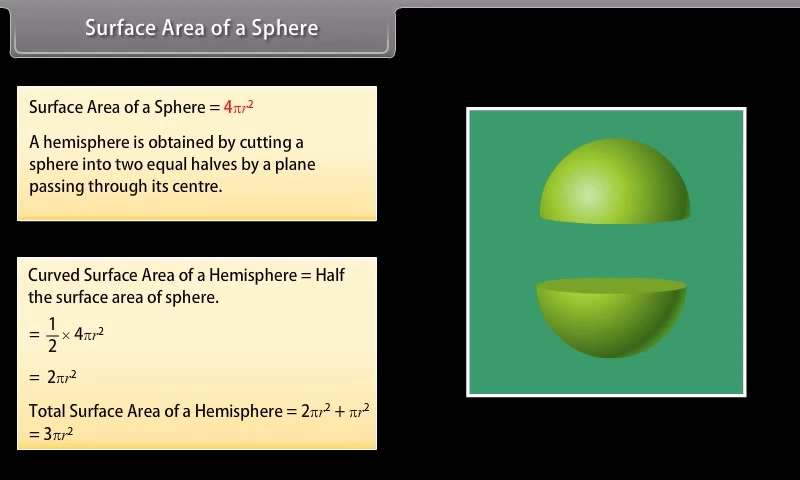 Surface Area of a Sphere
Surface Area of a Sphere = 4πr²
A hemisphere is obtained by cutting a
sphere into two equal halves by a plane
passing through its centre.
Curved Surface Area of a Hemisphere = Half
the surface area of sphere.
= 1/2 × 4πr²
= 2πr²
Total Surface Area of a Hemisphere = 2πr² + πr²
= 3πr²